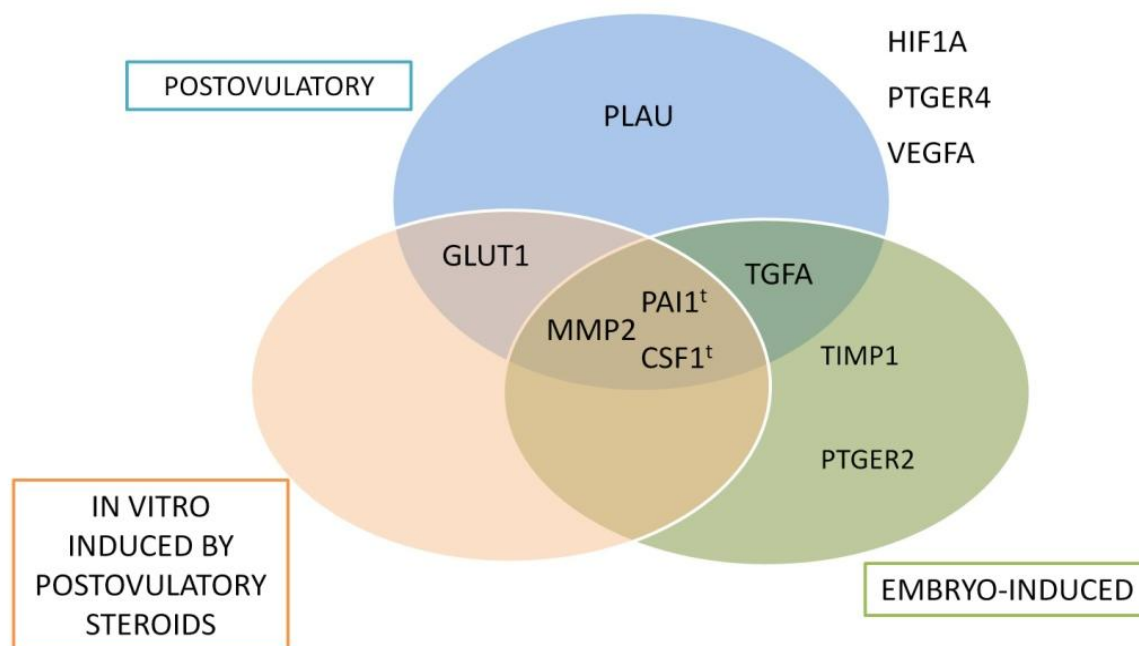 POSTOVULATORY
PLAU
HIF1A
PTGER4
VEGFA
GLUT1
TGFA
PAI1ᵗ
MMP2
CSF1ᵗ
TIMP1
PTGER2
IN VITRO
INDUCED BY
POSTOVULATORY
STEROIDS
EMBRYO-INDUCED